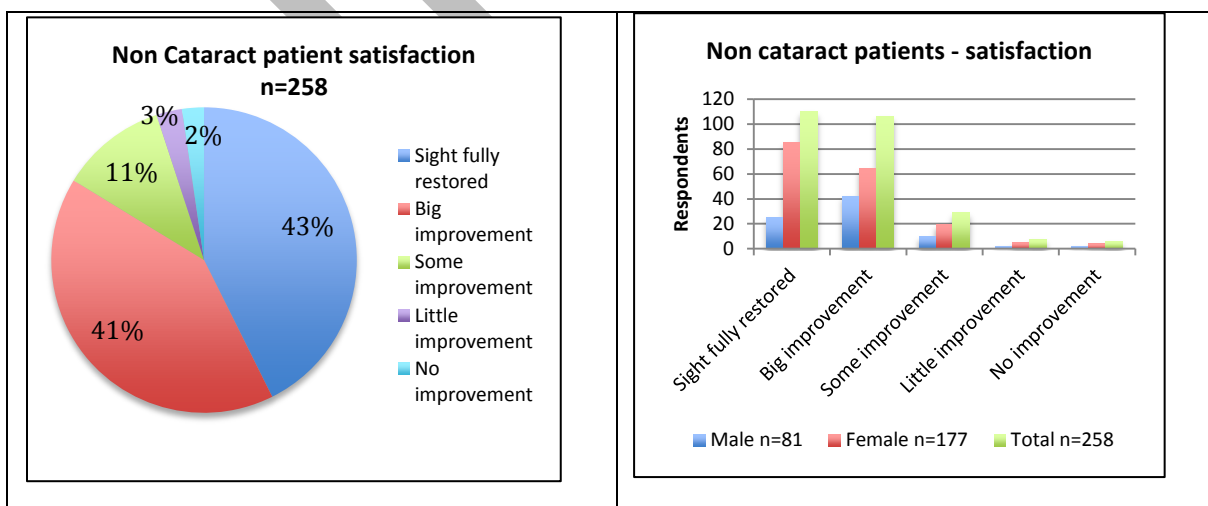 Non Cataract patient satisfaction
n=258
3%
2%
11%
43%
41%
Sight fully
restored
Big
improvement
Some
improvement
Little
improvement
No
improvement
Non cataract patients - satisfaction
Respondents
120
100
80
60
40
20
0
Sight fully restored
Big improvement
Some improvement
Little improvement
No improvement
Male n=81 Female n=177 Total n=258